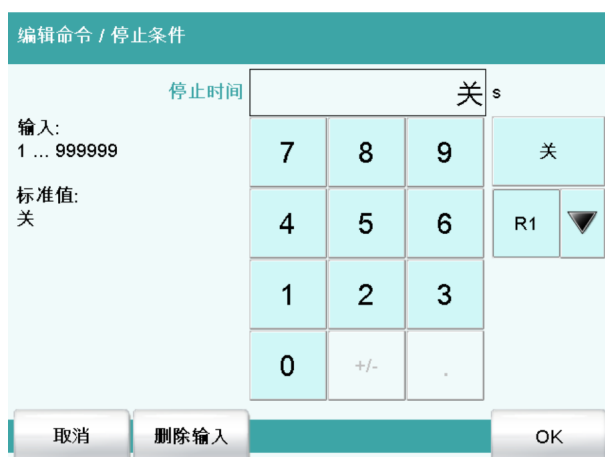 编辑命令 / 停止条件
停止时间 关 s
输入:
1 ... 999999
标准值:
关
7 8 9 关
4 5 6 R1
1 2 3
0 +/- .
取消 删除输入 OK